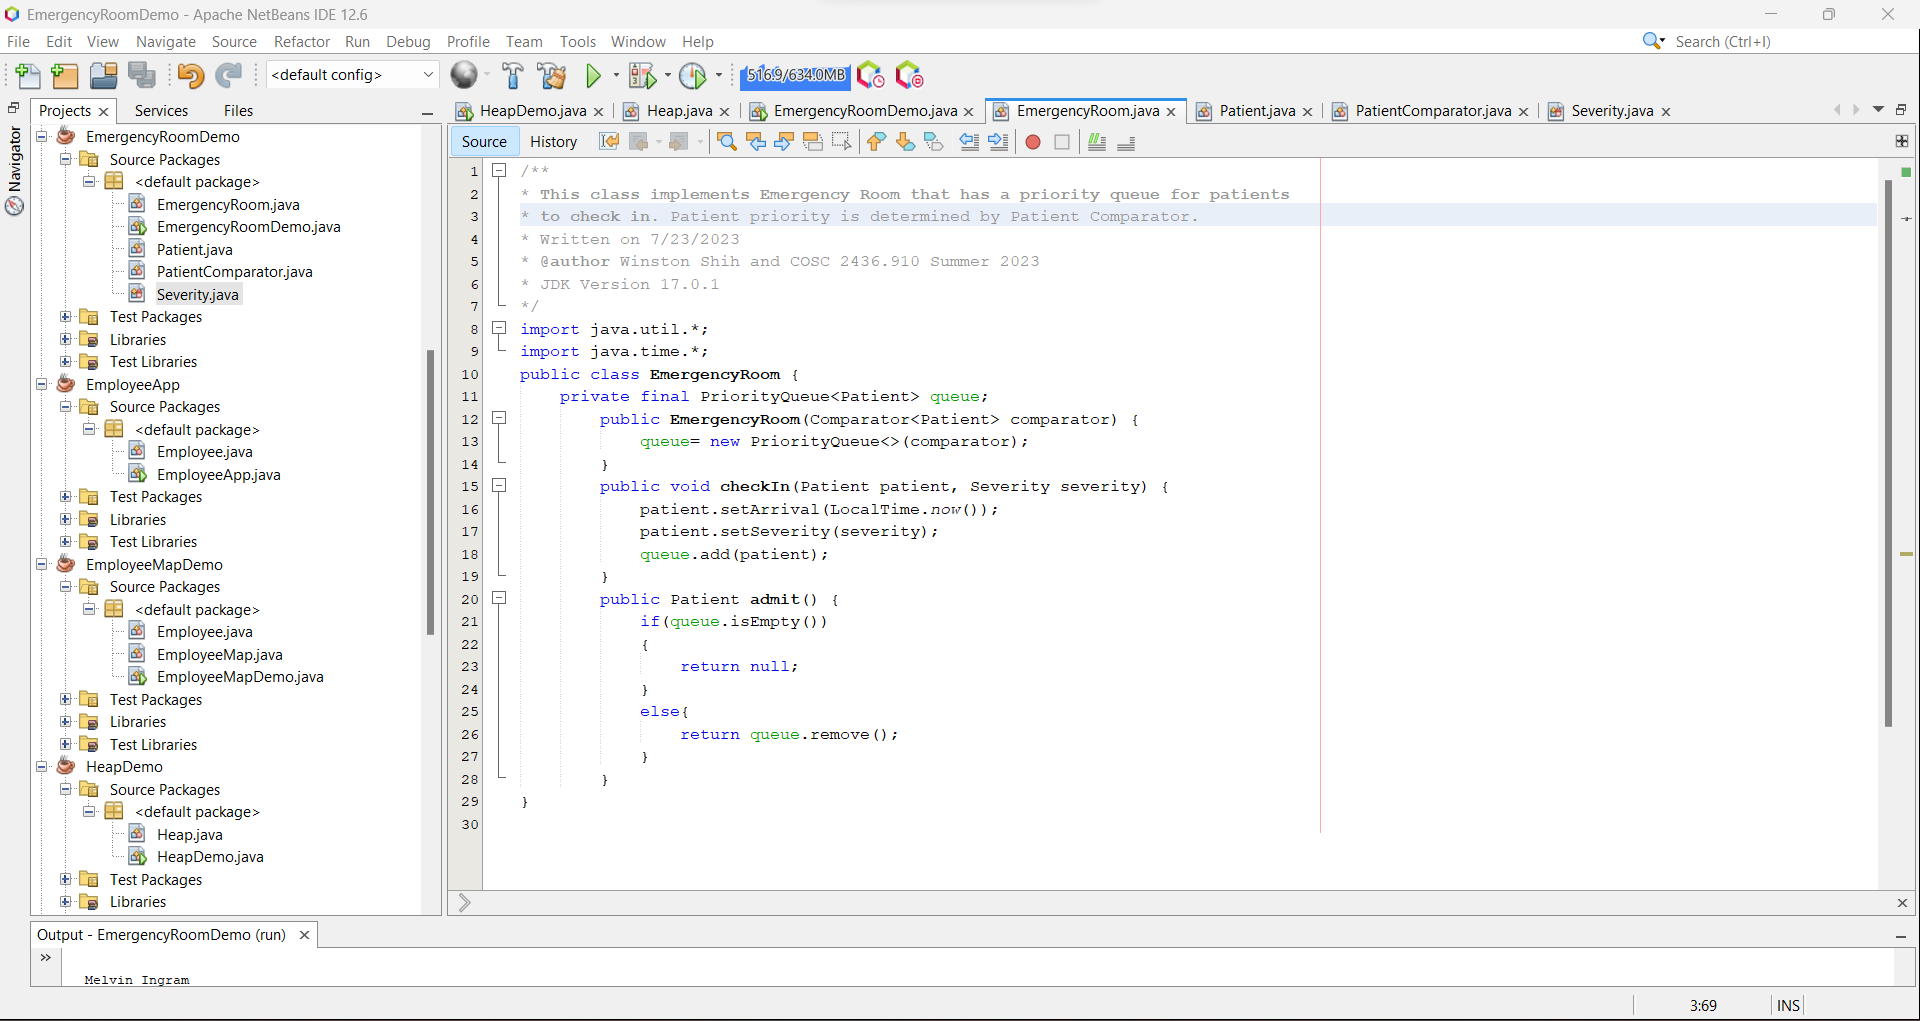 EmergencyRoomDemo - Apache NetBeans IDE 12.6
File Edit View Navigate Source Refactor Run Debug Profile Team Tools Window Help
Search (Ctrl+I)
<default config>
516.9/634.0MB
Projects Services Files
Navigator
EmergencyRoomDemo
Source Packages
<default package>
EmergencyRoom.java
EmergencyRoomDemo.java
Patient.java
PatientComparator.java
Severity.java
Test Packages
Libraries
Test Libraries
EmployeeApp
Source Packages
<default package>
Employee.java
EmployeeApp.java
Test Packages
Libraries
Test Libraries
EmployeeMapDemo
Source Packages
<default package>
Employee.java
EmployeeMap.java
EmployeeMapDemo.java
Test Packages
Libraries
Test Libraries
HeapDemo
Source Packages
<default package>
Heap.java
HeapDemo.java
Test Packages
Libraries
HeapDemo.java Heap.java EmergencyRoomDemo.java EmergencyRoom.java Patient.java PatientComparator.java Severity.java
Source History
1 /**
2 * This class implements Emergency Room that has a priority queue for patients
3 * to check in. Patient priority is determined by Patient Comparator.
4 * Written on 7/23/2023
5 * @author Winston Shih and COSC 2436.910 Summer 2023
6 * JDK Version 17.0.1
7 */
8 import java.util.*;
9 import java.time.*;
10 public class EmergencyRoom {
11 private final PriorityQueue<Patient> queue;
12 public EmergencyRoom(Comparator<Patient> comparator) {
13 queue= new PriorityQueue<>(comparator);
14 }
15 public void checkIn(Patient patient, Severity severity) {
16 patient.setArrival(LocalTime.now());
17 patient.setSeverity(severity);
18 queue.add(patient);
19 }
20 public Patient admit() {
21 if(queue.isEmpty())
22 {
23 return null;
24 }
25 else{
26 return queue.remove();
27 }
28 }
29 }
30
Output - EmergencyRoomDemo (run)
Melvin Ingram
3:69 INS